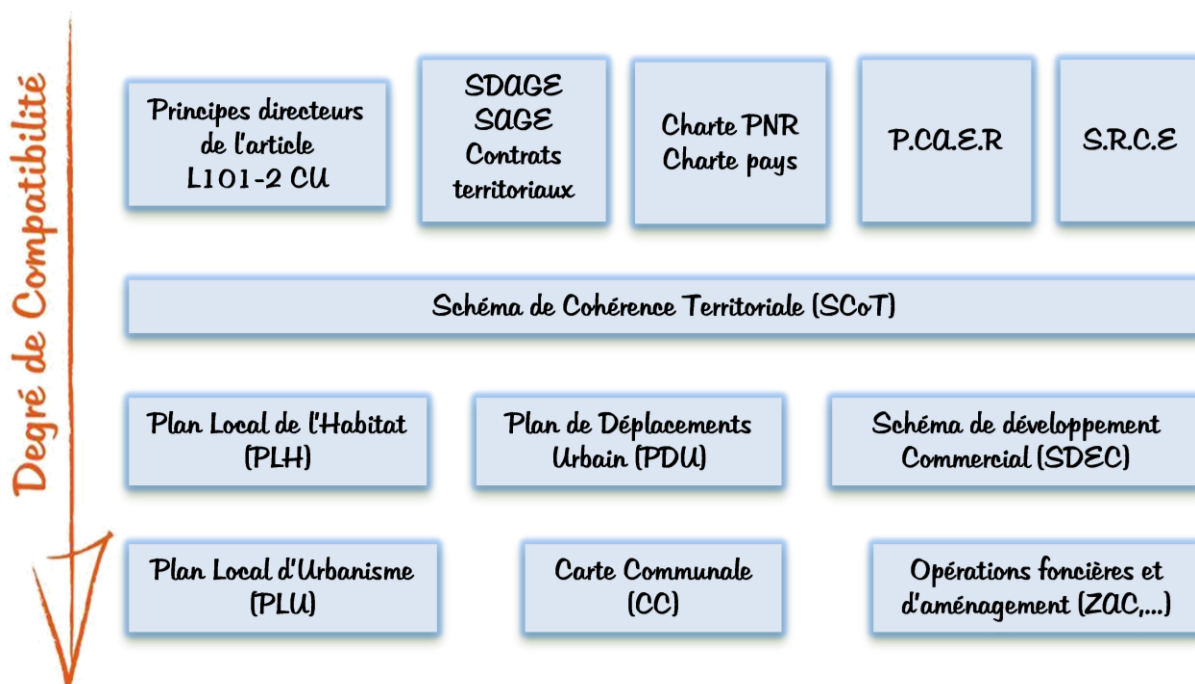 Degré de Compatibilité
Principes directeurs
de l'article
L101-2 CU
SDAGE
SAGE
Contrats
territoriaux
Charte PNR
Charte pays
P.CA.E.R
S.R.C.E
Schéma de Cohérence Territoriale (SCoT)
Plan Local de l'Habitat
(PLH)
Plan de Déplacements
Urbain (PDU)
Schéma de développement
Commercial (SDEC)
Plan Local d'Urbanisme
(PLU)
Carte Communale
(CC)
Opérations foncières et
d'aménagement (ZAC,...)